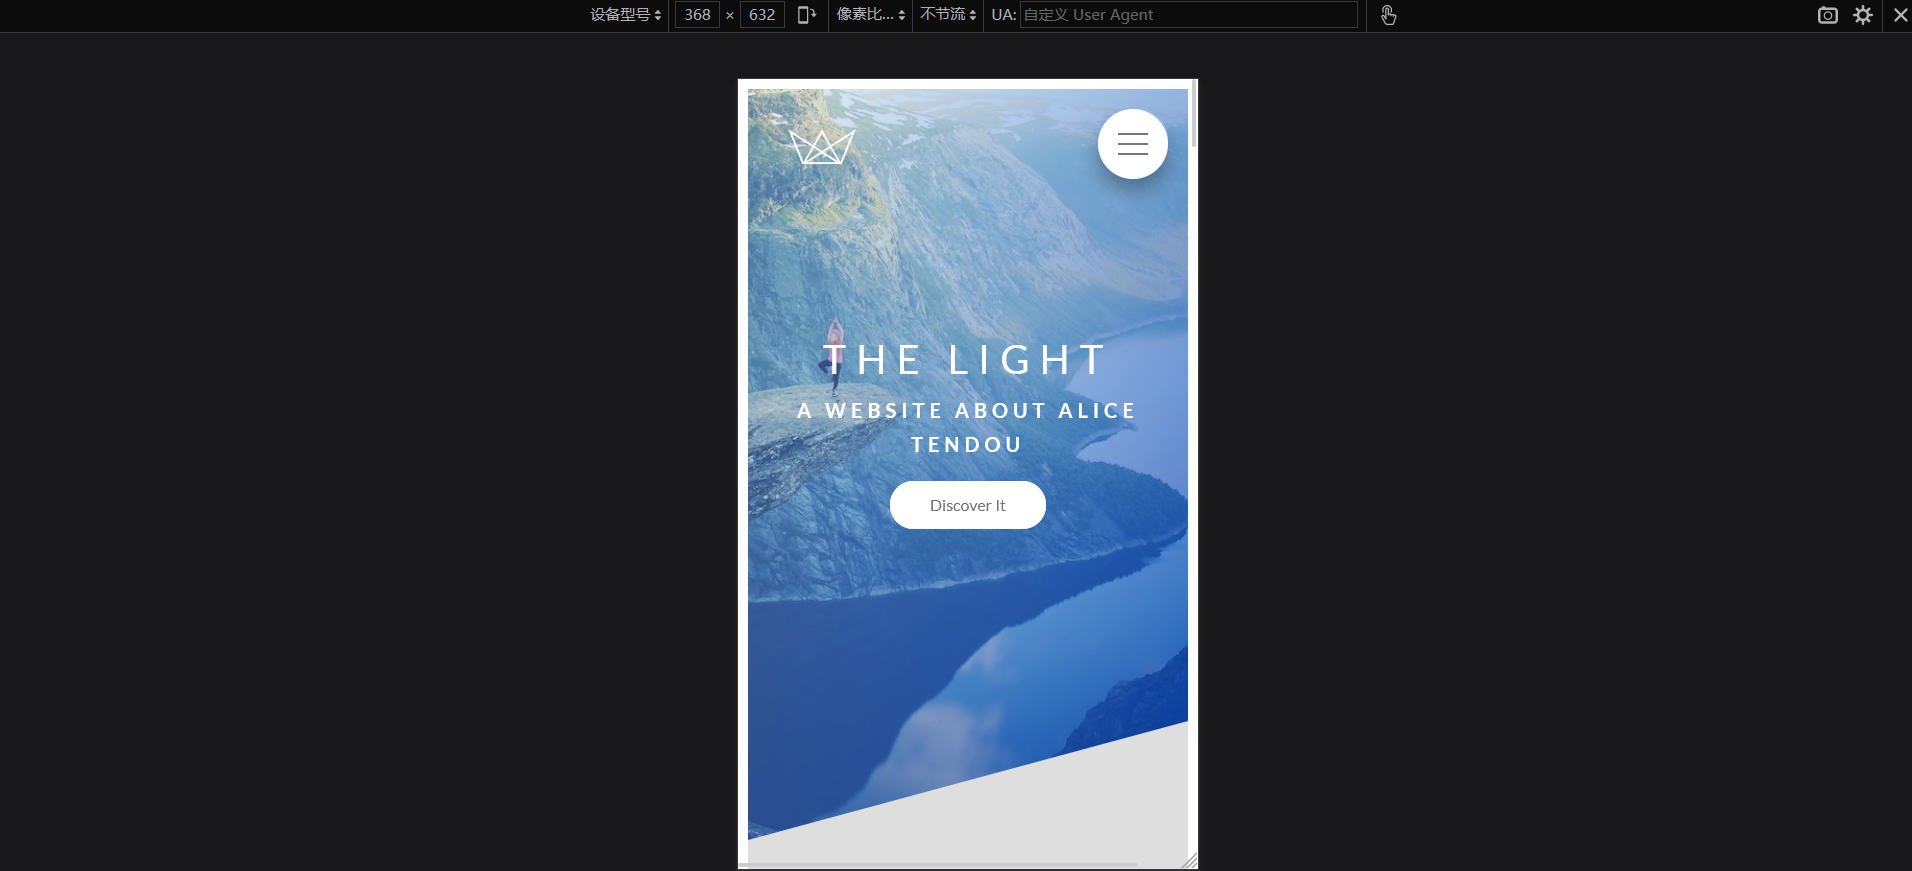 设备型号 368 × 632 像素比... 不节流 UA: 自定义 User Agent
THE LIGHT
A WEBSITE ABOUT ALICE
TENDOU
Discover It